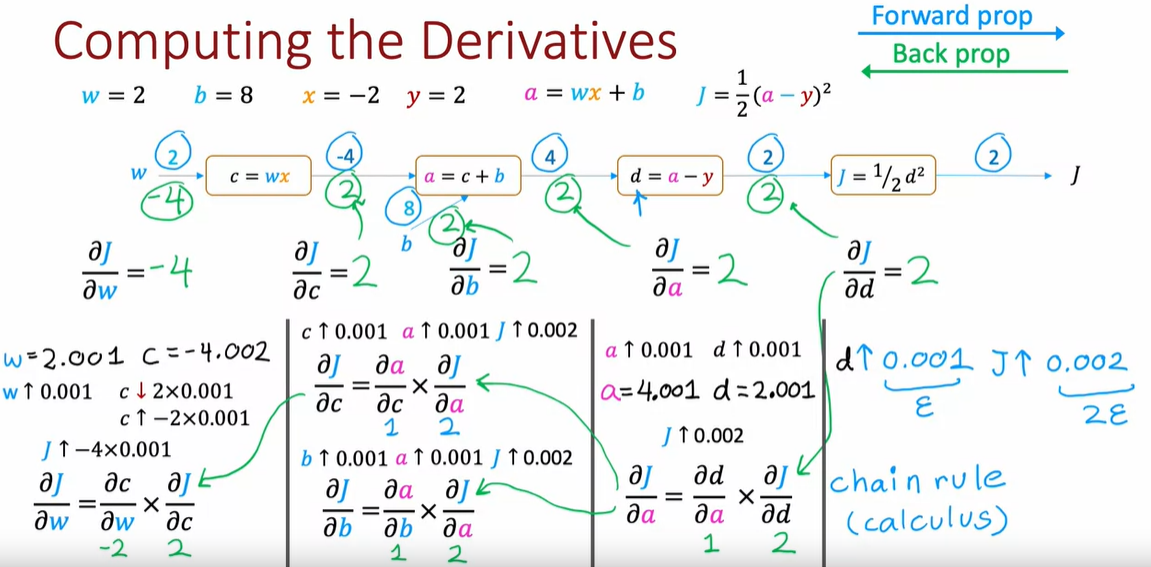 Computing the Derivatives
Forward prop
Back prop
w = 2 b = 8 x = −2 y = 2 a = wx + b J = 1/2 (a − y)²
2 -4 4 2 2
w c = wx a = c + b d = a − y J = 1/2 d² J
-4 2 8 2 2 2
b
∂J/∂w = -4 ∂J/∂c = 2 ∂J/∂b = 2 ∂J/∂a = 2 ∂J/∂d = 2
w=2.001 c=-4.002
w ↑ 0.001 c ↓ 2×0.001
c ↑ −2×0.001
J ↑ −4×0.001
∂J/∂w = ∂c/∂w × ∂J/∂c
-2 2
c ↑ 0.001 a ↑ 0.001 J ↑ 0.002
∂J/∂c = ∂a/∂c × ∂J/∂a
1 2
b ↑ 0.001 a ↑ 0.001 J ↑ 0.002
∂J/∂b = ∂a/∂b × ∂J/∂a
1 2
a ↑ 0.001 d ↑ 0.001
a=4.001 d=2.001
J ↑ 0.002
∂J/∂a = ∂d/∂a × ∂J/∂d
1 2
d↑ 0.001 J↑ 0.002
ε 2ε
chain rule
(calculus)